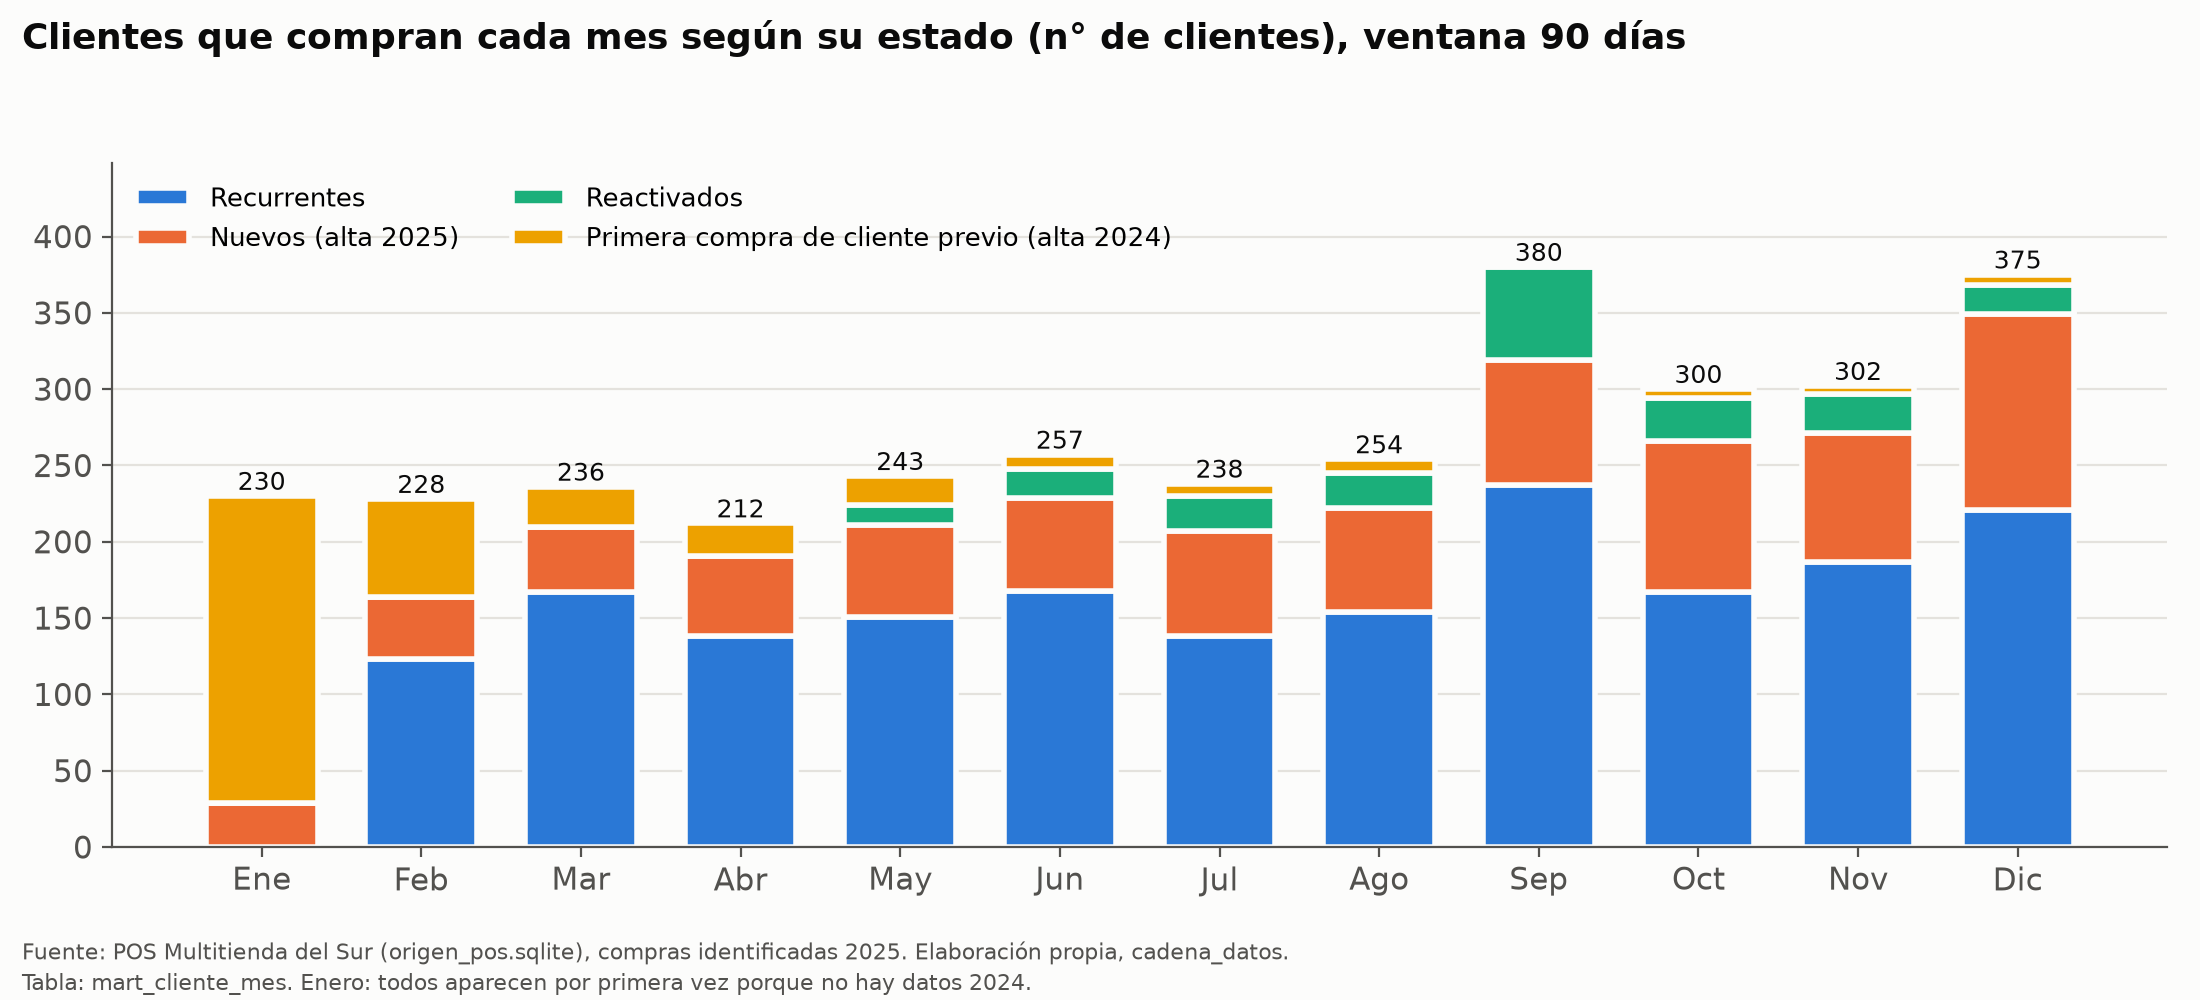 Clientes que compran cada mes según su estado (n° de clientes), ventana 90 días
Recurrentes
Nuevos (alta 2025)
Reactivados
Primera compra de cliente previo (alta 2024)
400
350
300
250
200
150
100
50
0
230
228
236
212
243
257
238
254
380
300
302
375
Ene Feb Mar Abr May Jun Jul Ago Sep Oct Nov Dic
Fuente: POS Multitienda del Sur (origen_pos.sqlite), compras identificadas 2025. Elaboración propia, cadena_datos.
Tabla: mart_cliente_mes. Enero: todos aparecen por primera vez porque no hay datos 2024.